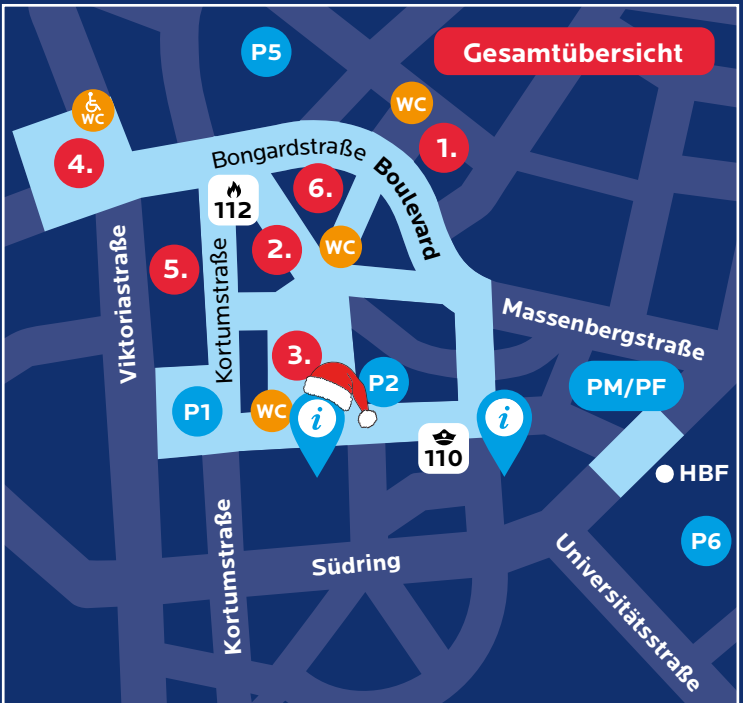 P5
Gesamtübersicht
WC
WC
1.
4.
Bongardstraße
Boulevard
6.
112
2.
WC
5.
Viktoriastraße
Kortumstraße
Massenbergstraße
3.
P2
PM/PF
P1
WC
i
i
110
HBF
Kortumstraße
Südring
P6
Universitätsstraße